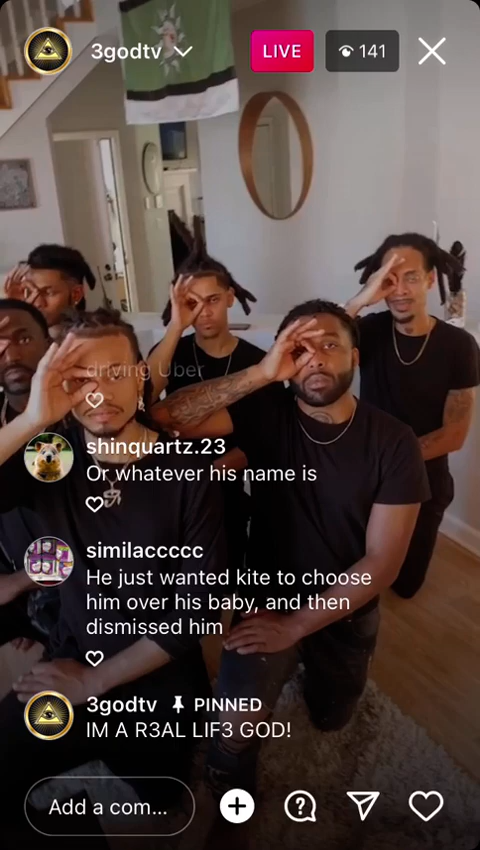 3godtv
LIVE
141
driving Uber
shinquartz.23
Or whatever his name is
similaccccc
He just wanted kite to choose
him over his baby, and then
dismissed him
3godtv PINNED
IM A R3AL LIF3 GOD!
Add a com...